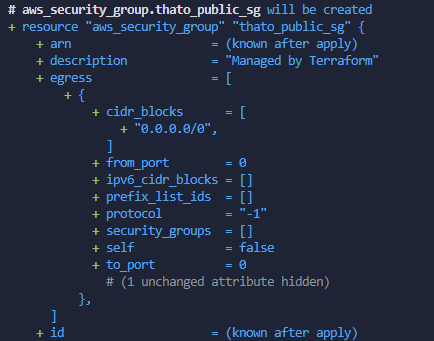 # aws_security_group.thato_public_sg will be created
+ resource "aws_security_group" "thato_public_sg" {
+ arn = (known after apply)
+ description = "Managed by Terraform"
+ egress = [
+ {
+ cidr_blocks = [
+ "0.0.0.0/0",
]
+ from_port = 0
+ ipv6_cidr_blocks = []
+ prefix_list_ids = []
+ protocol = "-1"
+ security_groups = []
+ self = false
+ to_port = 0
# (1 unchanged attribute hidden)
},
]
+ id = (known after apply)